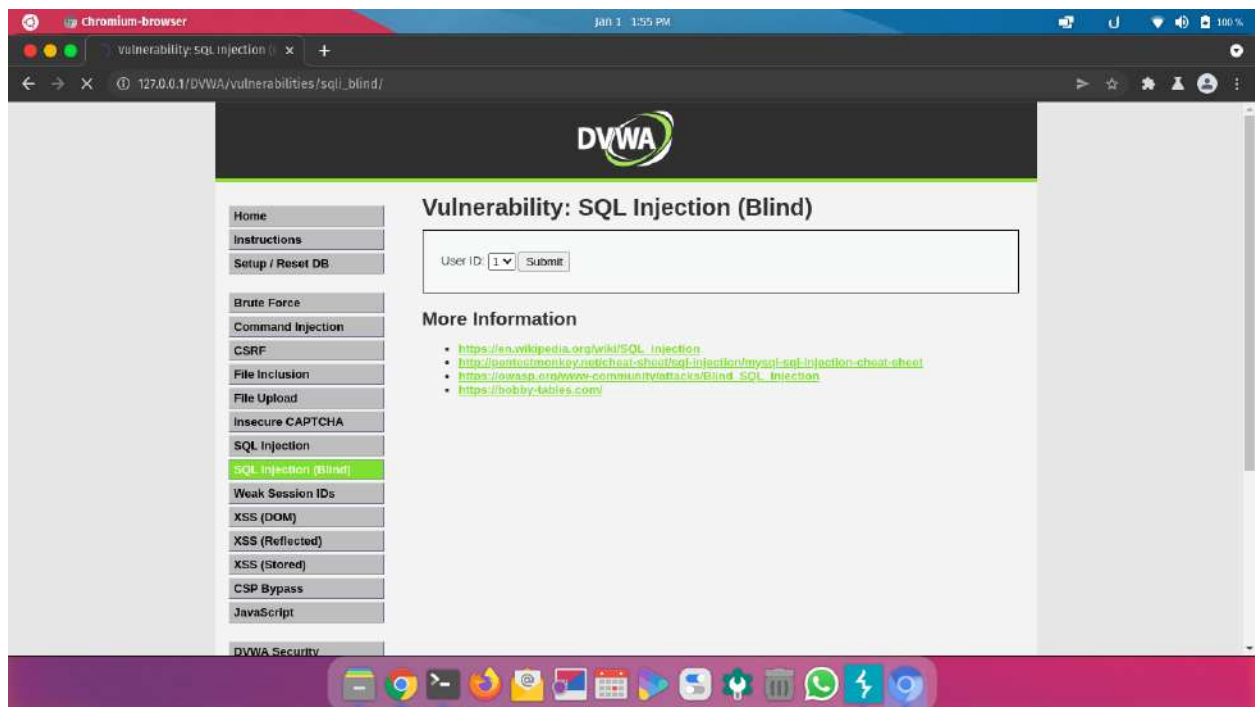 chromium-browser
Jan 1 1:55 PM
100 %
Vulnerability: SQL Injection (
127.0.0.1/DVWA/vulnerabilities/sqli_blind/
DVWA
Home
Instructions
Setup / Reset DB
Brute Force
Command Injection
CSRF
File Inclusion
File Upload
Insecure CAPTCHA
SQL Injection
SQL Injection (Blind)
Weak Session IDs
XSS (DOM)
XSS (Reflected)
XSS (Stored)
CSP Bypass
JavaScript
DVWA Security
Vulnerability: SQL Injection (Blind)
User ID: 1 Submit
More Information
https://en.wikipedia.org/wiki/SQL_injection
http://pentestmonkey.net/cheat-sheet/sql-injection/mysql-sql-injection-cheat-sheet
https://owasp.org/www-community/attacks/Blind_SQL_Injection
https://bobby-tables.com/